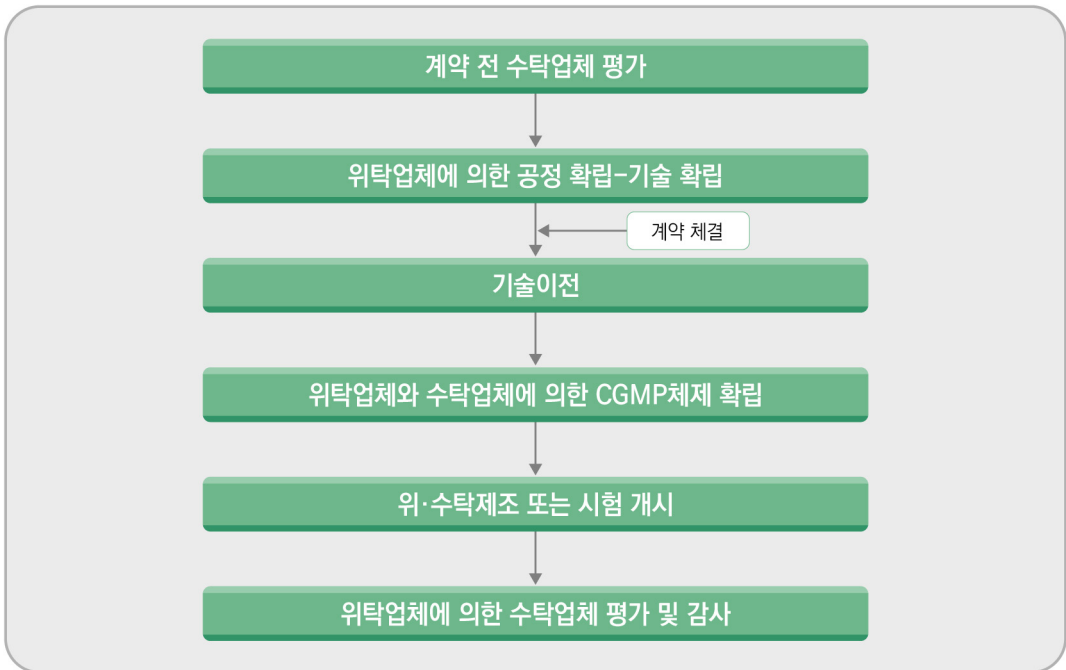 계약 전 수탁업체 평가
위탁업체에 의한 공정 확립-기술 확립
계약 체결
기술이전
위탁업체와 수탁업체에 의한 CGMP체제 확립
위·수탁제조 또는 시험 개시
위탁업체에 의한 수탁업체 평가 및 감사